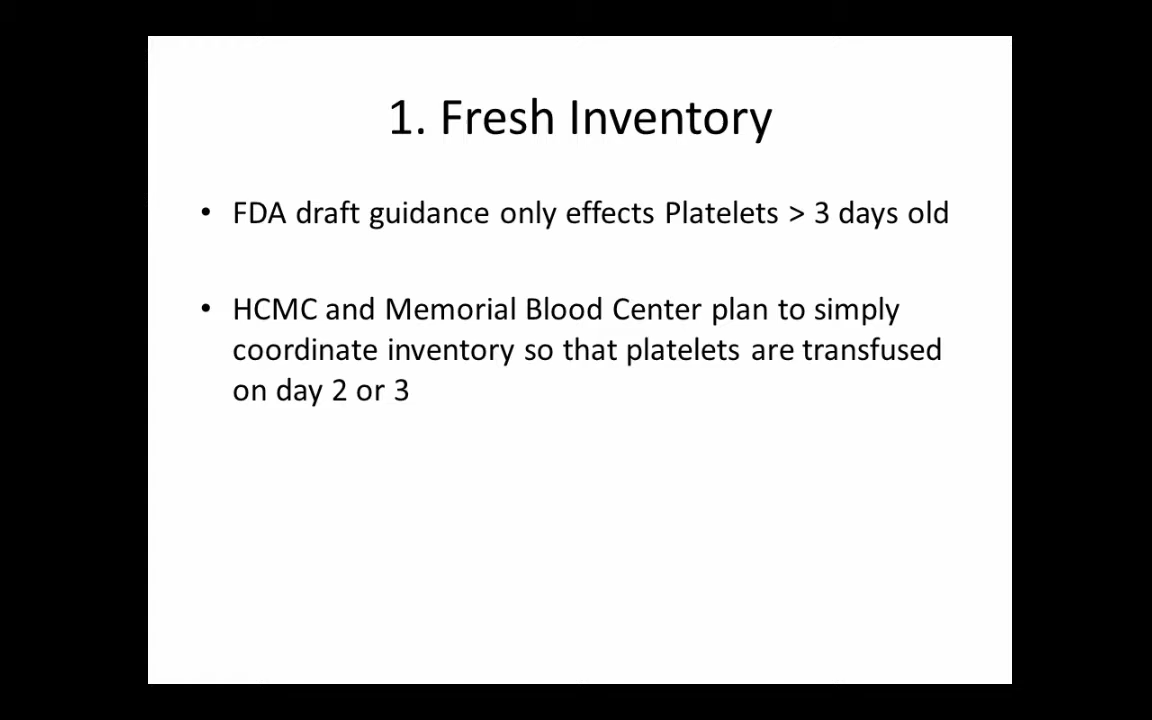 1. Fresh Inventory
• FDA draft guidance only effects Platelets > 3 days old
• HCMC and Memorial Blood Center plan to simply
coordinate inventory so that platelets are transfused
on day 2 or 3